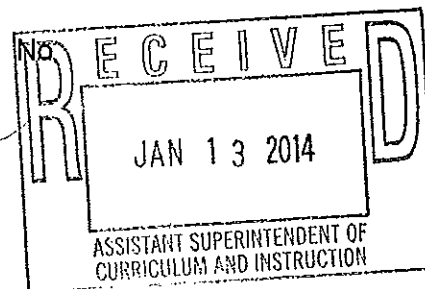 No
RECEIVED
JAN 13 2014
ASSISTANT SUPERINTENDENT OF
CURRICULUM AND INSTRUCTION